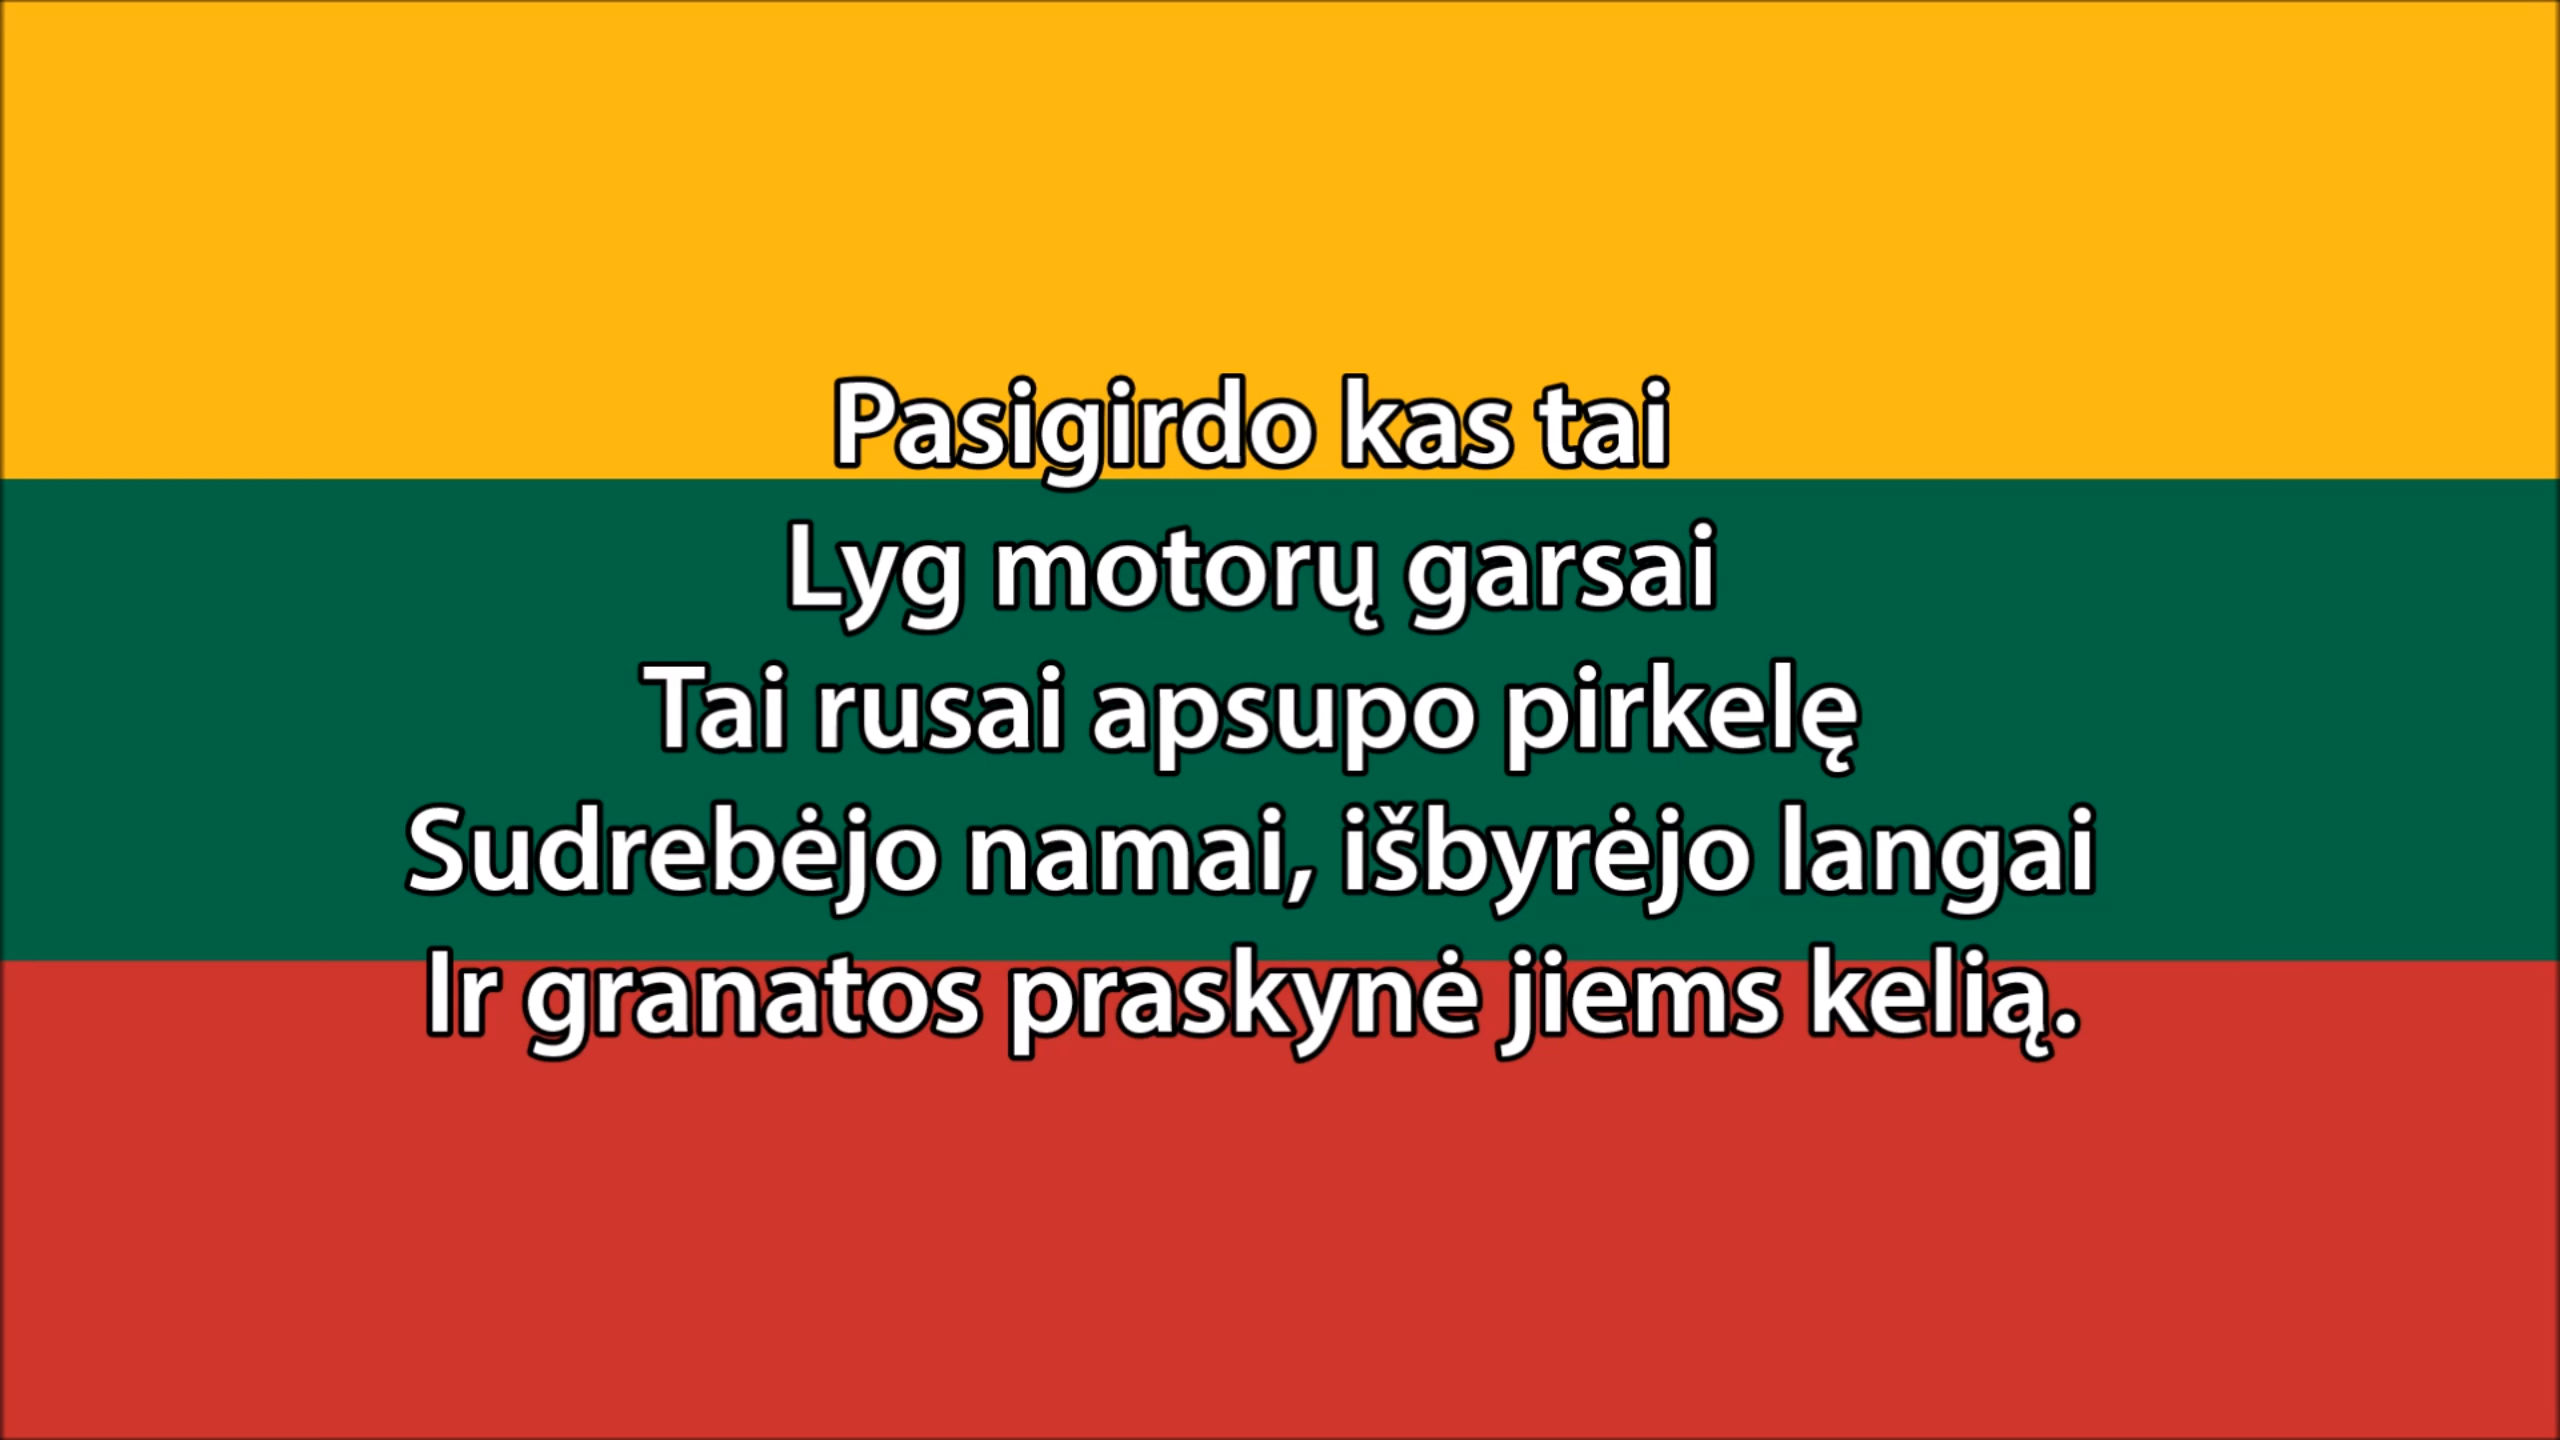 Pasigirdo kas tai
Lyg motorų garsai
Tai rusai apsupo pirkelę
Sudrebėjo namai, išbyrėjo langai
Ir granatos praskynė jiems kelią.